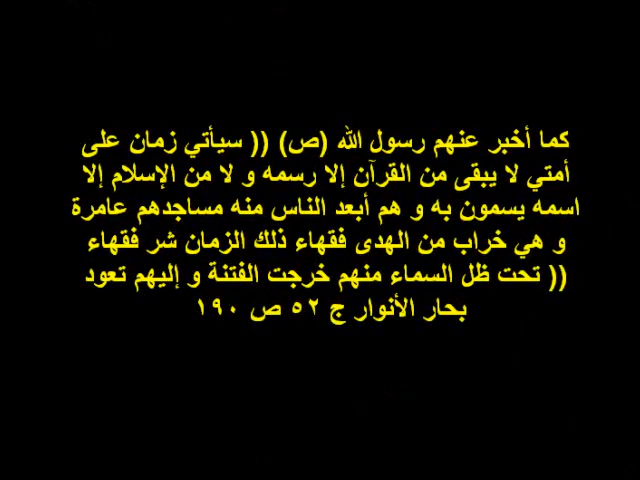 كما أخبر عنهم رسول الله (ص) (( سيأتي زمان على
أمتي لا يبقى من القرآن إلا رسمه و لا من الإسلام إلا
اسمه يسمون به و هم أبعد الناس منه مساجدهم عامرة
و هي خراب من الهدى فقهاء ذلك الزمان شر فقهاء
تحت ظل السماء منهم خرجت الفتنة و إليهم تعود ))
بحار الأنوار ج ٥٢ ص ١٩٠